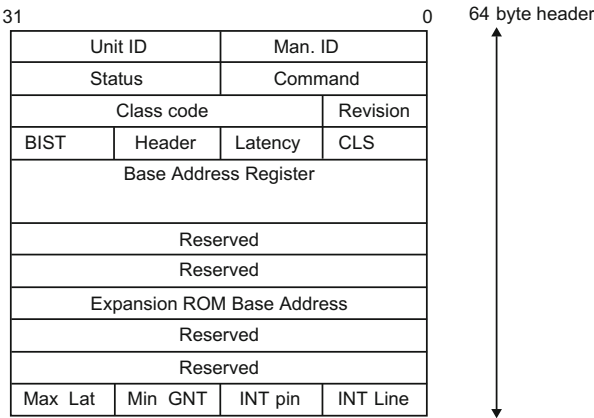 31 0 64 byte header
Unit ID Man. ID
Status Command
Class code Revision
BIST Header Latency CLS
Base Address Register
Reserved
Reserved
Expansion ROM Base Address
Reserved
Reserved
Max Lat Min GNT INT pin INT Line